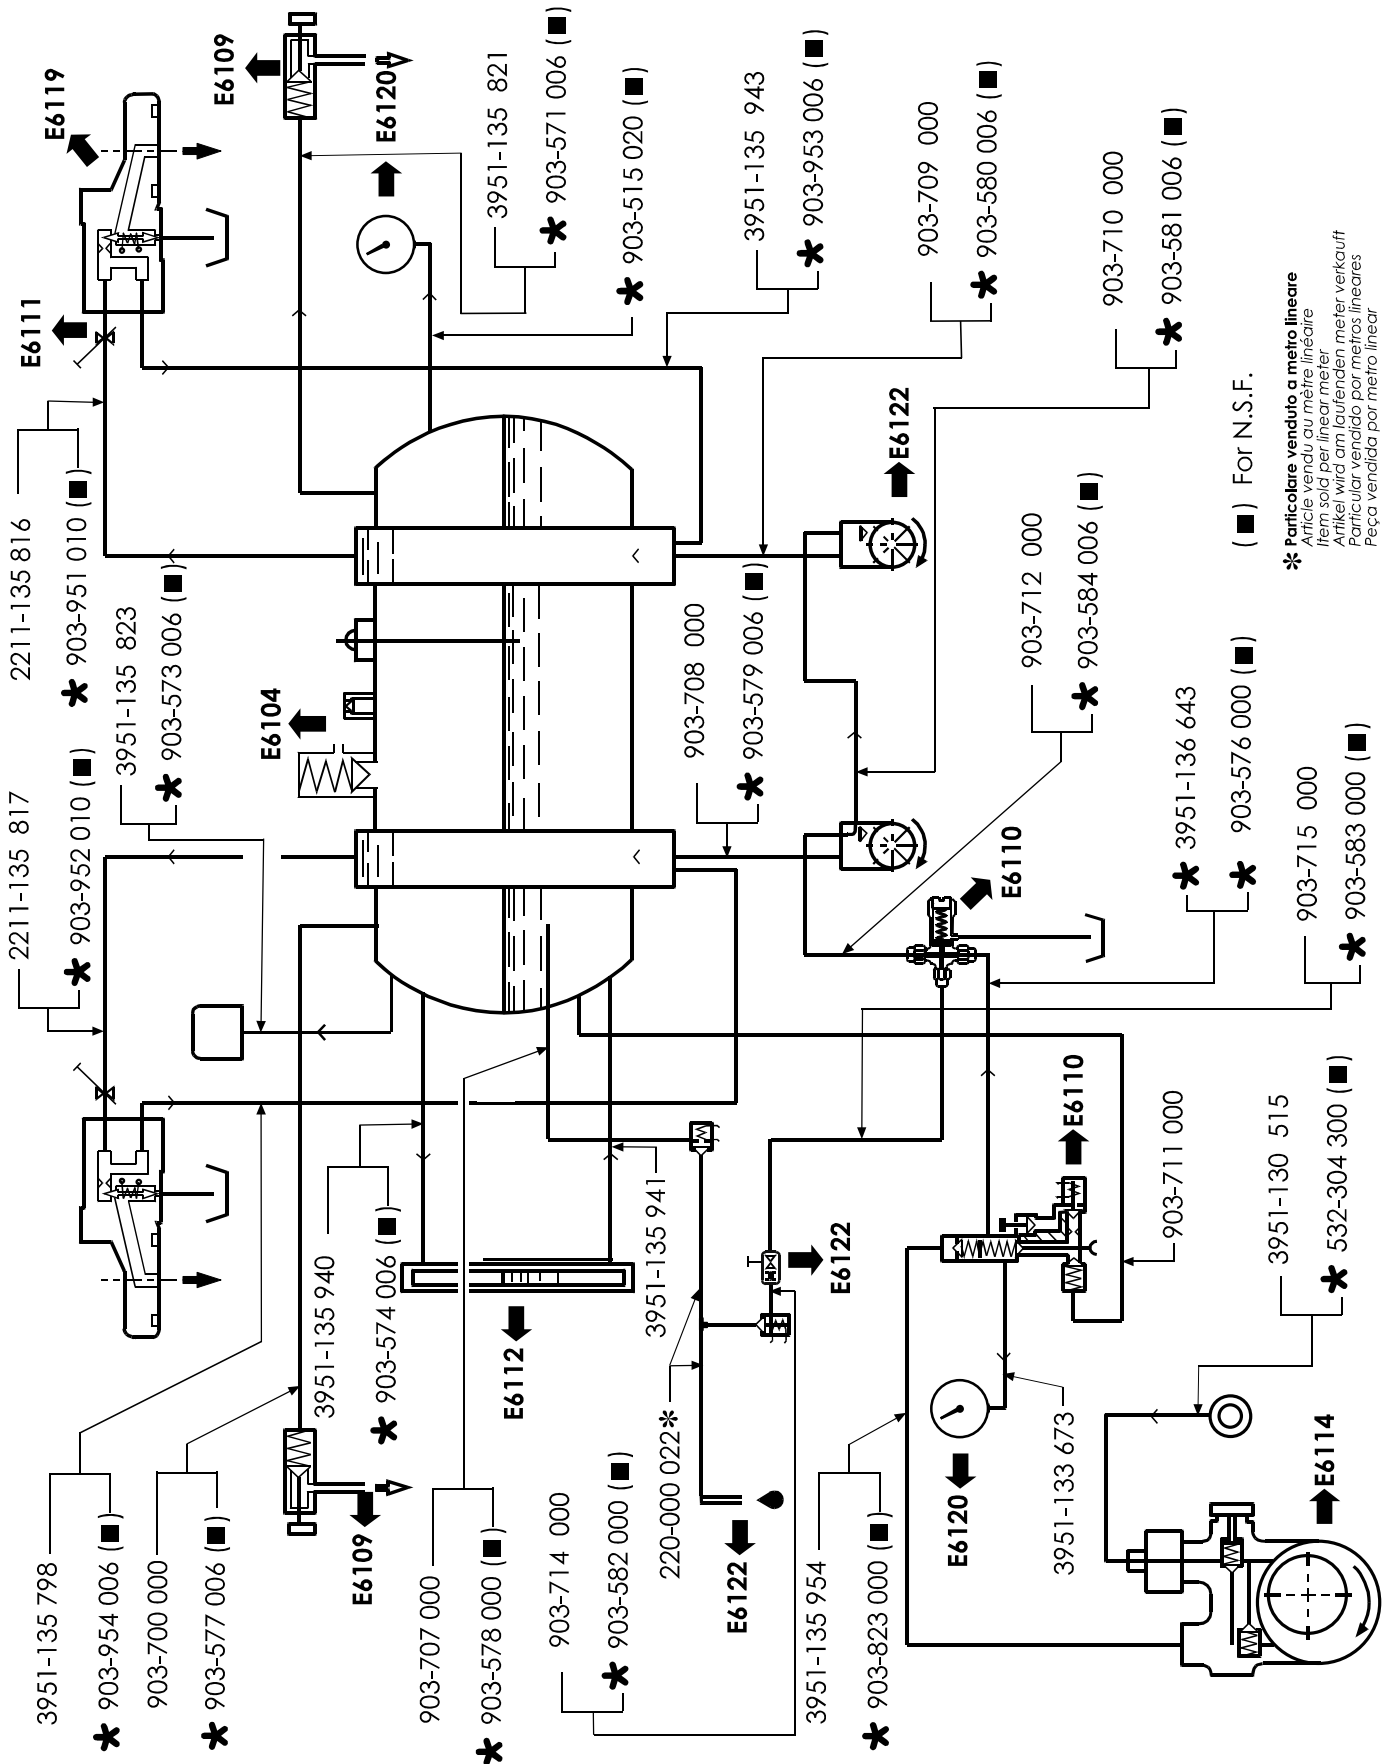 2211-135 817
✱ 903-952 010 (■)
2211-135 816
✱ 903-951 010 (■)
E6111
E6119
3951-135 823
✱ 903-573 006 (■)
E6109
E6104
E6120
3951-135 821
✱ 903-571 006 (■)
✱ 903-515 020 (■)
3951-135 943
✱ 903-953 006 (■)
903-709 000
✱ 903-580 006 (■)
903-710 000
✱ 903-581 006 (■)
903-708 000
✱ 903-579 006 (■)
E6122
903-712 000
✱ 903-584 006 (■)
E6110
✱ 3951-136 643
✱ 903-576 000 (■)
903-715 000
✱ 903-583 000 (■)
3951-135 798
✱ 903-954 006 (■)
903-700 000
✱ 903-577 006 (■)
E6109
3951-135 940
✱ 903-574 006 (■)
903-707 000
✱ 903-578 000 (■)
E6112
903-714 000
✱ 903-582 000 (■)
3951-135 941
220-000 022✻
E6122
E6122
3951-135 954
✱ 903-823 000 (■)
E6120
3951-133 673
E6110
903-711 000
3951-130 515
✱ 532-304 300 (■)
E6114
(■) For N.S.F.
✻ Particolare venduto a metro lineare
Article vendu au mètre linéaire
Item sold per linear meter
Artikel wird am laufenden meter verkauft
Particular vendido por metros lineares
Peça vendida por metro linear